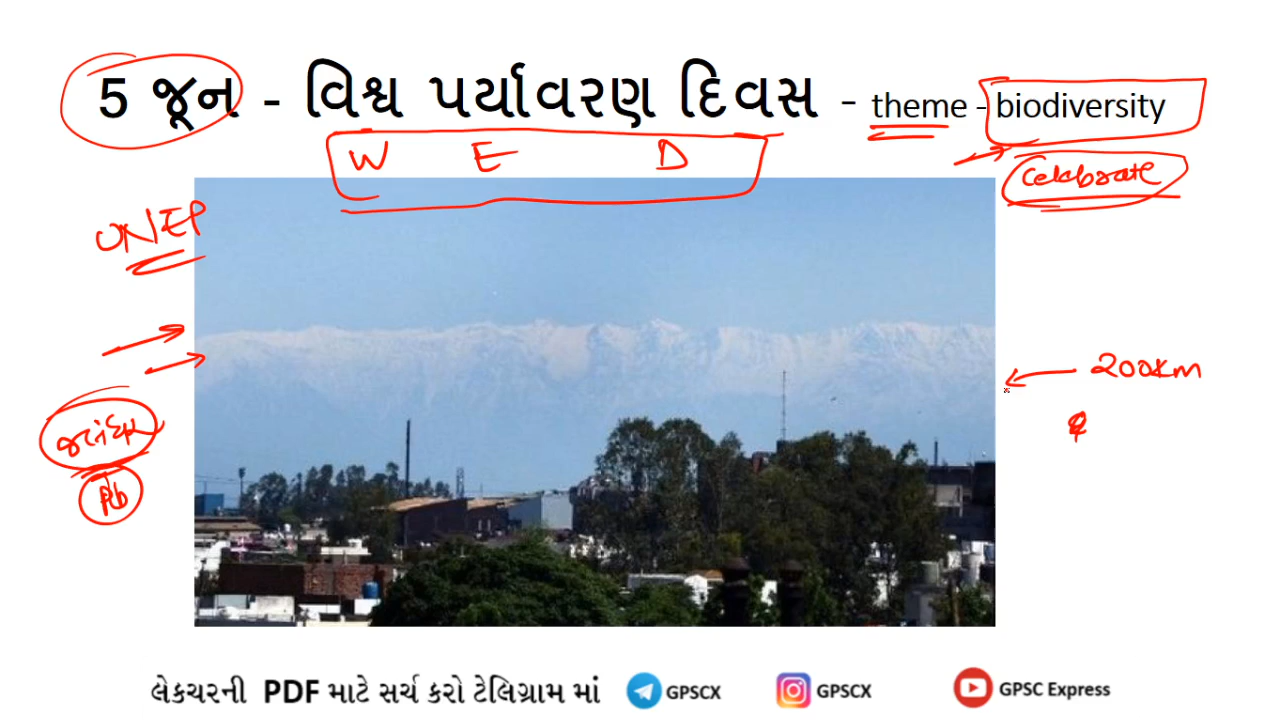 5 જૂન - વિશ્વ પર્યાવરણ દિવસ - theme - biodiversity
W E D
Celebrate
UNEP
200km
જલંધર
Pb
લેકચરની PDF માટે સર્ચ કરો ટેલિગ્રામ માં GPSCX GPSCX GPSC Express